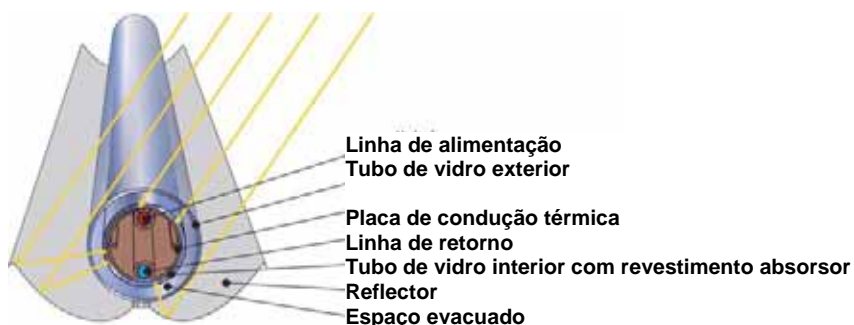 Linha de alimentação
Tubo de vidro exterior
Placa de condução térmica
Linha de retorno
Tubo de vidro interior com revestimento absorsor
Reflector
Espaço evacuado